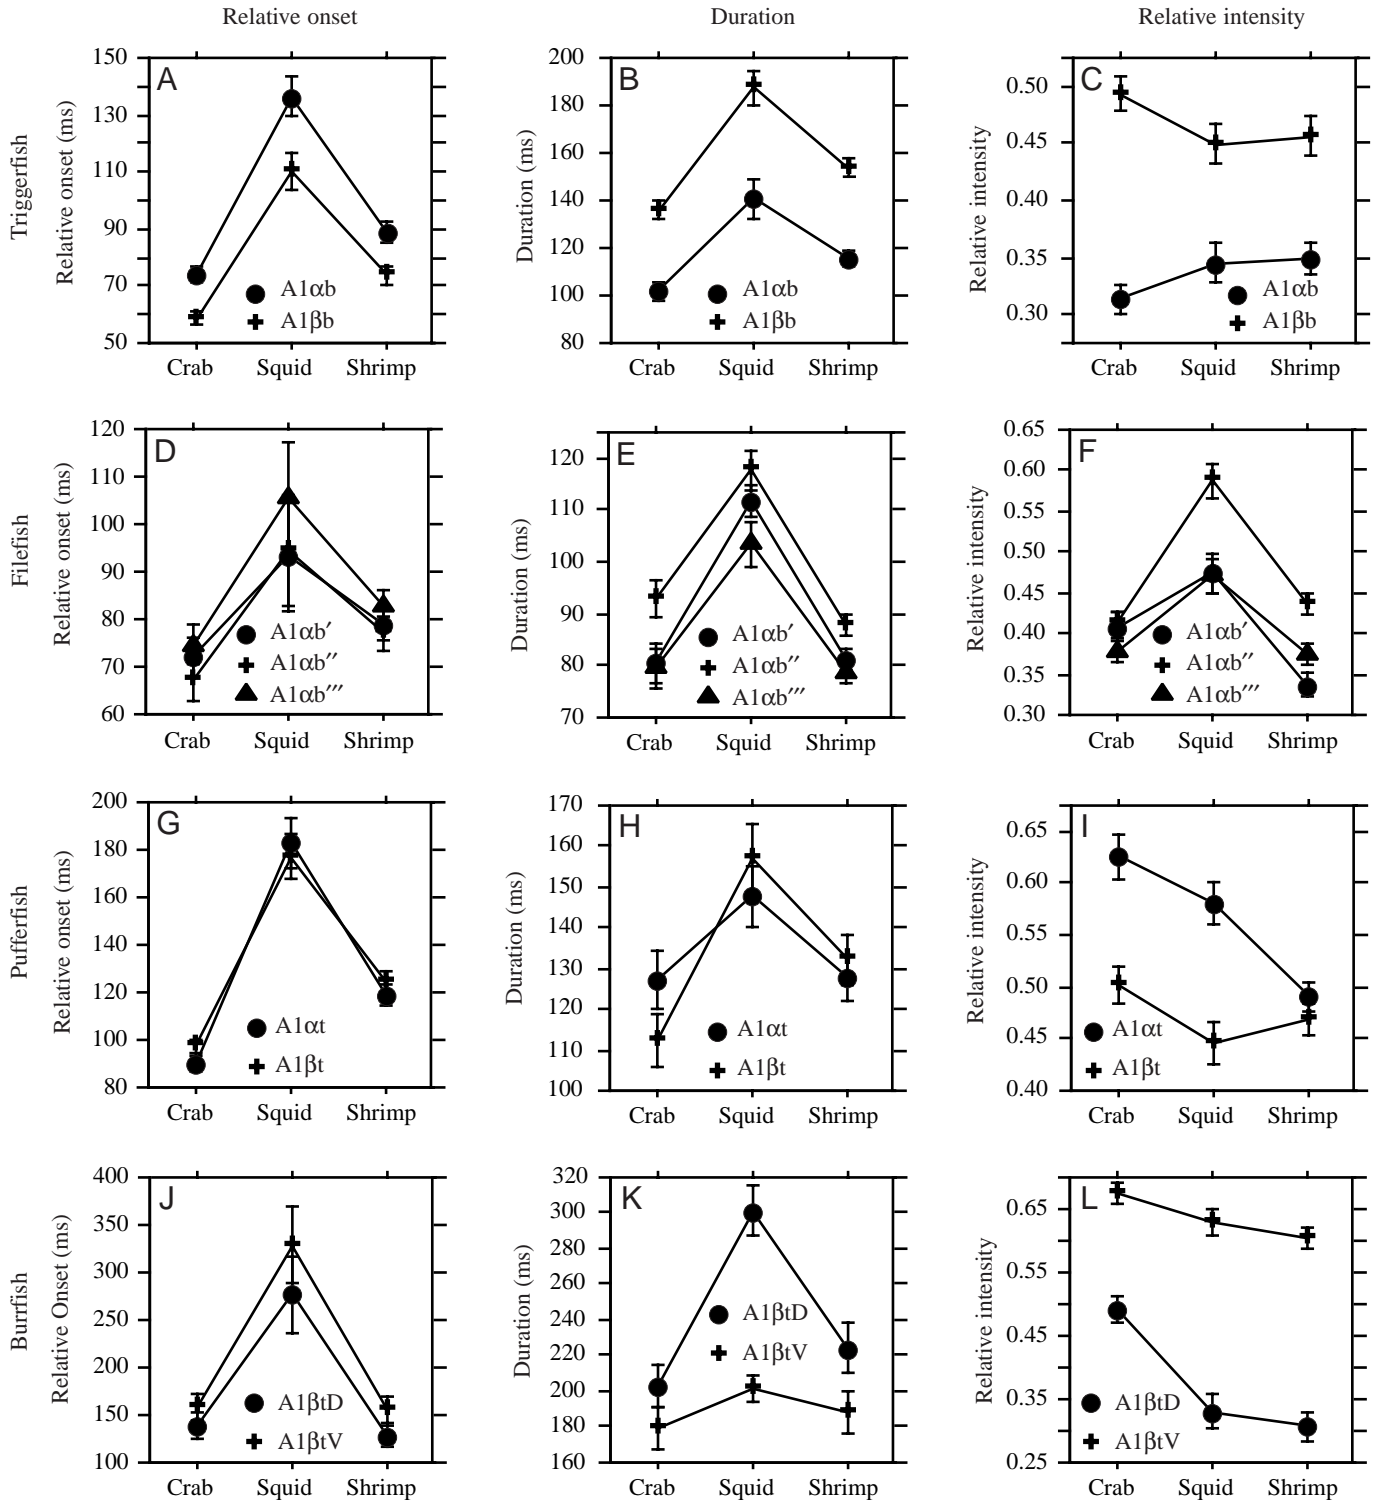 Relative onset
Duration
Relative intensity
Triggerfish
A
Relative onset (ms)
150
130
110
90
70
50
A1αb
A1βb
Crab Squid Shrimp
B
Duration (ms)
200
180
160
140
120
100
80
A1αb
A1βb
Crab Squid Shrimp
C
Relative intensity
0.50
0.45
0.40
0.35
0.30
A1αb
A1βb
Crab Squid Shrimp
Filefish
D
Relative onset (ms)
120
110
100
90
80
70
60
A1αb′
A1αb′′
A1αb′′′
Crab Squid Shrimp
E
Duration (ms)
120
110
100
90
80
70
A1αb′
A1αb′′
A1αb′′′
Crab Squid Shrimp
F
Relative intensity
0.65
0.60
0.55
0.50
0.45
0.40
0.35
0.30
A1αb′
A1αb′′
A1αb′′′
Crab Squid Shrimp
Pufferfish
G
Relative onset (ms)
200
180
160
140
120
100
80
A1αt
A1βt
Crab Squid Shrimp
H
Duration (ms)
170
160
150
140
130
120
110
100
A1αt
A1βt
Crab Squid Shrimp
I
Relative intensity
0.65
0.60
0.55
0.50
0.45
0.40
A1αt
A1βt
Crab Squid Shrimp
Burrfish
J
Relative Onset (ms)
400
350
300
250
200
150
100
A1βtD
A1βtV
Crab Squid Shrimp
K
Duration (ms)
320
300
280
260
240
220
200
180
160
A1βtD
A1βtV
Crab Squid Shrimp
L
Relative intensity
0.65
0.55
0.45
0.35
0.25
A1βtD
A1βtV
Crab Squid Shrimp